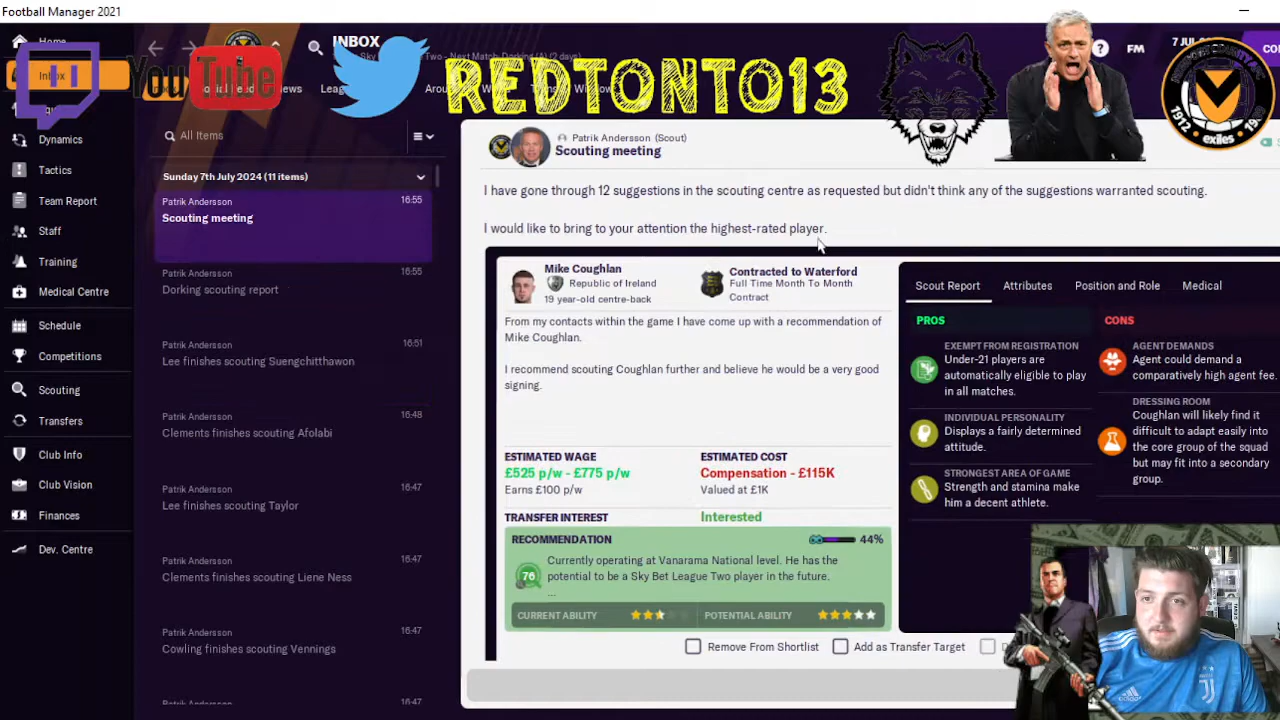 Football Manager 2021
Home
INBOX
7 JUL
Inbox
YouTube
REDTONTO13
FM
1912
exiles
All Items
Dynamics
Tactics
Team Report
Staff
Training
Medical Centre
Schedule
Competitions
Scouting
Transfers
Club Info
Club Vision
Finances
Dev. Centre
Sunday 7th July 2024 (11 items)
Patrik Andersson 16:55
Scouting meeting
Patrik Andersson 16:55
Dorking scouting report
Patrik Andersson 16:51
Lee finishes scouting Suengchitthawon
Patrik Andersson 16:48
Clements finishes scouting Afolabi
Patrik Andersson 16:47
Lee finishes scouting Taylor
Patrik Andersson 16:47
Clements finishes scouting Liene Ness
Patrik Andersson 16:47
Cowling finishes scouting Vennings
16:47
Patrik Andersson (Scout)
Scouting meeting
I have gone through 12 suggestions in the scouting centre as requested but didn't think any of the suggestions warranted scouting.
I would like to bring to your attention the highest-rated player.
Mike Coughlan
Republic of Ireland
19 year-old centre-back
Contracted to Waterford
Full Time Month To Month
Contract
From my contacts within the game I have come up with a recommendation of
Mike Coughlan.
I recommend scouting Coughlan further and believe he would be a very good
signing.
ESTIMATED WAGE
£525 p/w - £775 p/w
Earns £100 p/w
ESTIMATED COST
Compensation - £115K
Valued at £1K
TRANSFER INTEREST Interested
RECOMMENDATION 44%
76
Currently operating at Vanarama National level. He has the
potential to be a Sky Bet League Two player in the future.
...
CURRENT ABILITY
POTENTIAL ABILITY
Scout Report Attributes Position and Role Medical
PROS
EXEMPT FROM REGISTRATION
Under-21 players are
automatically eligible to play
in all matches.
INDIVIDUAL PERSONALITY
Displays a fairly determined
attitude.
STRONGEST AREA OF GAME
Strength and stamina make
him a decent athlete.
CONS
AGENT DEMANDS
Agent could demand a
comparatively high agent fee.
DRESSING ROOM
Coughlan will likely find it
difficult to adapt easily into
the core group of the squad
but may fit into a secondary
group.
Remove From Shortlist
Add as Transfer Target